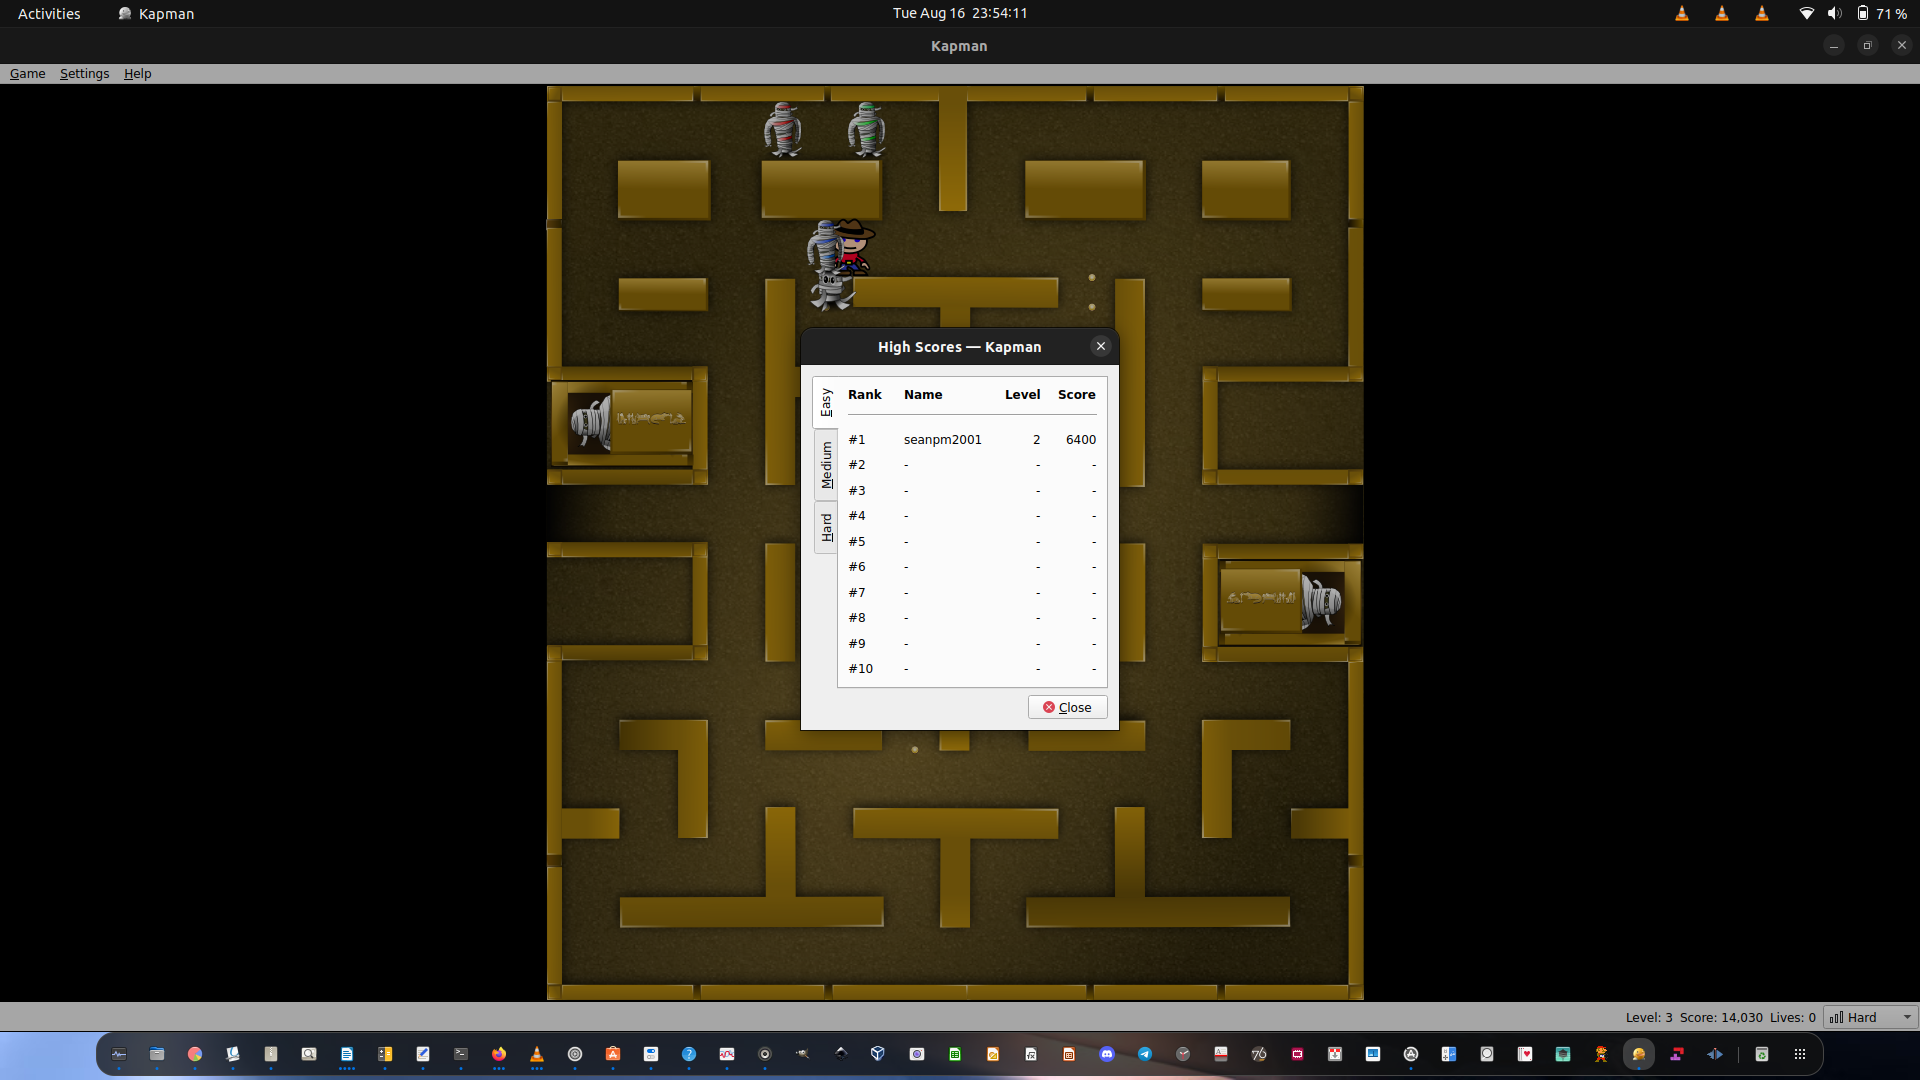 Activities Kapman Tue Aug 16 23:54:11 71 %
Kapman
Game Settings Help
High Scores — Kapman
Easy
Medium
Hard
Rank Name Level Score
#1 seanpm2001 2 6400
#2 - - -
#3 - - -
#4 - - -
#5 - - -
#6 - - -
#7 - - -
#8 - - -
#9 - - -
#10 - - -
Close
Level: 3 Score: 14,030 Lives: 0 Hard